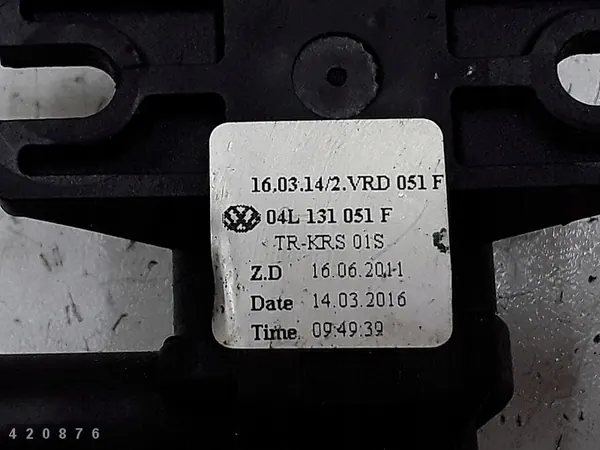 16.03.14/2.VRD 051 F
04L 131 051 F
TR-KRS 01S
Z.D 16.06.2011
Date 14.03.2016
Time 09:49:39
420876